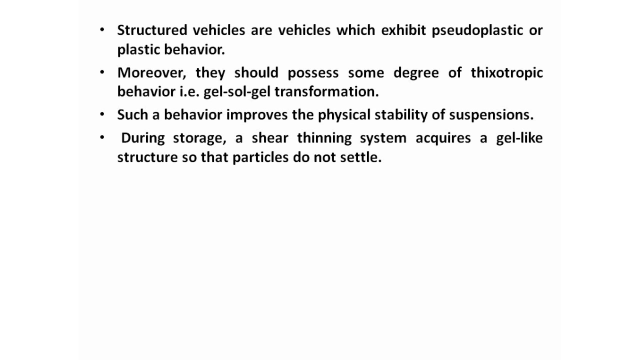 • Structured vehicles are vehicles which exhibit pseudoplastic or
plastic behavior.
• Moreover, they should possess some degree of thixotropic
behavior i.e. gel-sol-gel transformation.
• Such a behavior improves the physical stability of suspensions.
• During storage, a shear thinning system acquires a gel-like
structure so that particles do not settle.